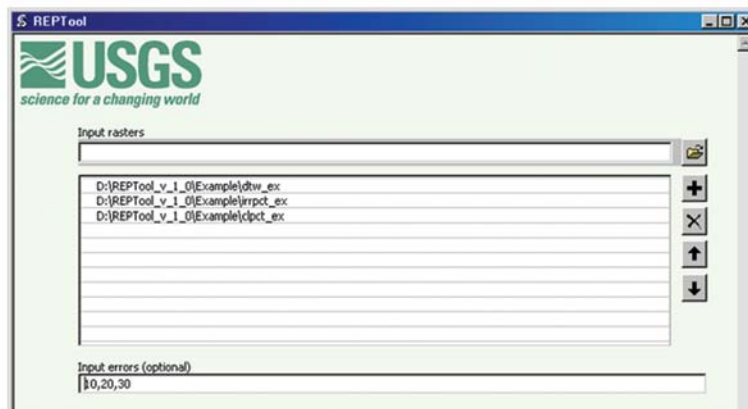 REPTool
USGS
science for a changing world
Input rasters
D:\REPTool_v_1_0\Example\dtw_ex
D:\REPTool_v_1_0\Example\irrpct_ex
D:\REPTool_v_1_0\Example\clpct_ex
Input errors (optional)
10,20,30